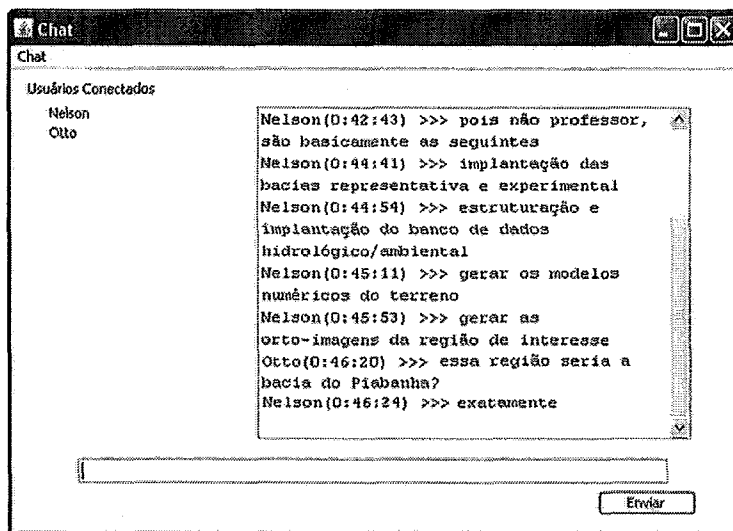 Chat
Chat
Usuários Conectados
Nelson
Otto
Nelson(0:42:43) >>> pois não professor,
são basicamente as seguintes
Nelson(0:44:41) >>> implantação das
bacias representativa e experimental
Nelson(0:44:54) >>> estruturação e
implantação do banco de dados
hidrológico/ambiental
Nelson(0:45:11) >>> gerar os modelos
numéricos do terreno
Nelson(0:45:53) >>> gerar as
orto-imagens da região de interesse
Otto(0:46:20) >>> essa região seria a
bacia do Piabanha?
Nelson(0:46:24) >>> exatamente
Enviar